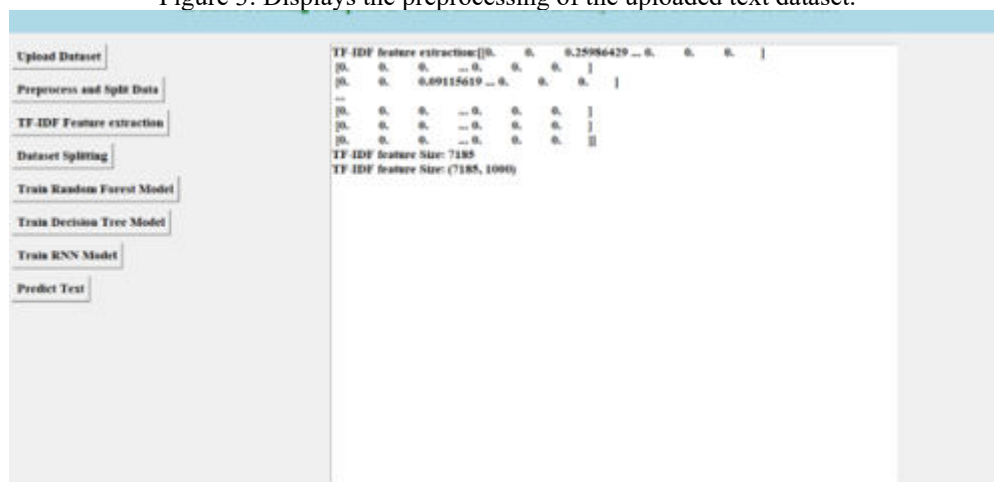 Figure 3. Displays the preprocessing of the uploaded text dataset.
Upload Dataset
Preprocess and Split Data
TF-IDF Feature extraction
Dataset Splitting
Train Random Forest Model
Train Decision Tree Model
Train RNN Model
Predict Text
TF-IDF feature extraction:[[0. 0. 0.25986429 ... 0. 0. 0. ]
[0. 0. 0. ... 0. 0. 0. ]
[0. 0. 0.09115619 ... 0. 0. 0. ]
...
[0. 0. 0. ... 0. 0. 0. ]
[0. 0. 0. ... 0. 0. 0. ]
[0. 0. 0. ... 0. 0. 0. ]]
TF-IDF feature Size: 7185
TF-IDF feature Size: (7185, 1000)